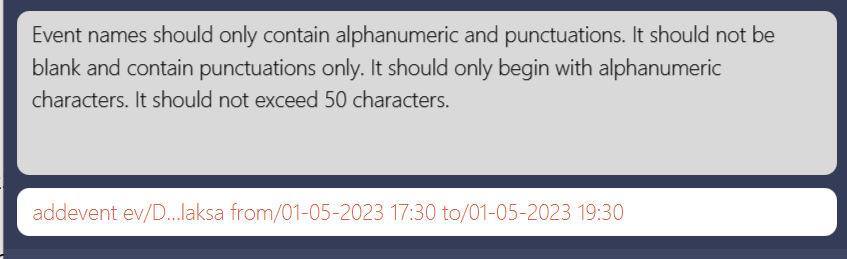 Event names should only contain alphanumeric and punctuations. It should not be
blank and contain punctuations only. It should only begin with alphanumeric
characters. It should not exceed 50 characters.
addevent ev/D...laksa from/01-05-2023 17:30 to/01-05-2023 19:30